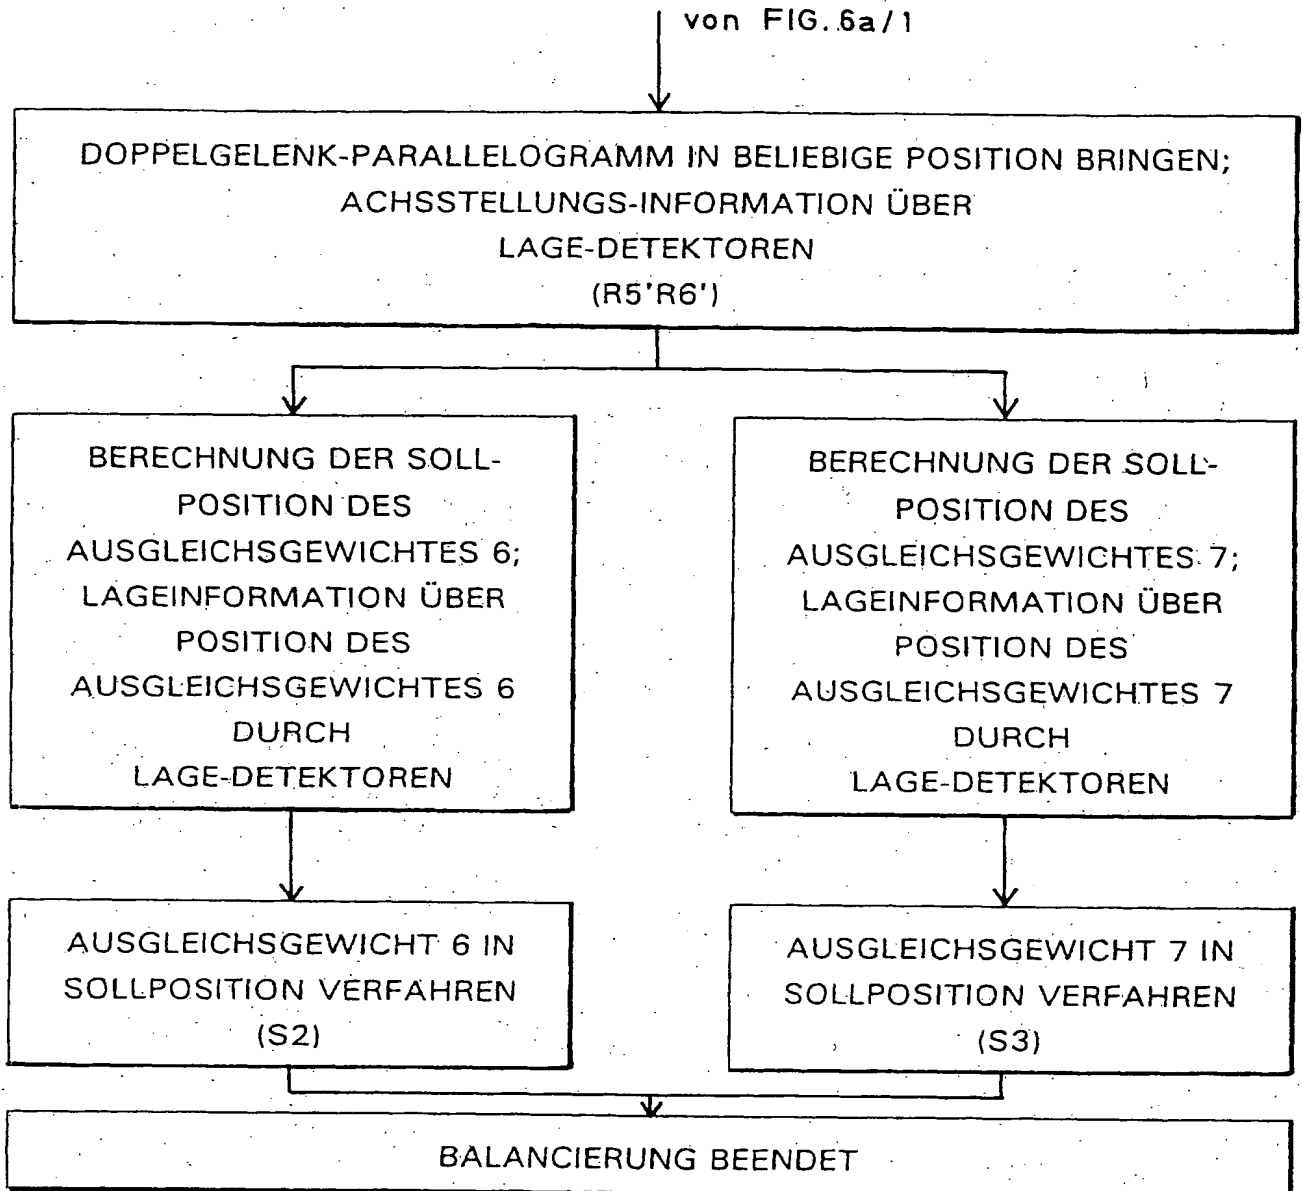 von FIG. 6a/1
DOPPELGELENK-PARALLELOGRAMM IN BELIEBIGE POSITION BRINGEN;
ACHSSTELLUNGS-INFORMATION ÜBER
LAGE-DETEKTOREN
(R5'R6')
BERECHNUNG DER SOLL-
POSITION DES
AUSGLEICHSGEWICHTES 6;
LAGEINFORMATION ÜBER
POSITION DES
AUSGLEICHSGEWICHTES 6
DURCH
LAGE-DETEKTOREN
BERECHNUNG DER SOLL-
POSITION DES
AUSGLEICHSGEWICHTES 7;
LAGEINFORMATION ÜBER
POSITION DES
AUSGLEICHSGEWICHTES 7
DURCH
LAGE-DETEKTOREN
AUSGLEICHSGEWICHT 6 IN
SOLLPOSITION VERFAHREN
(S2)
AUSGLEICHSGEWICHT 7 IN
SOLLPOSITION VERFAHREN
(S3)
BALANCIERUNG BEENDET